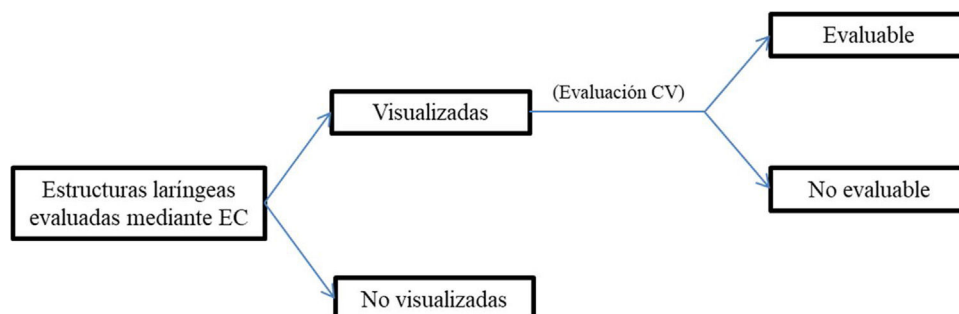 Evaluable
(Evaluación CV)
Visualizadas
Estructuras laríngeas
evaluadas mediante EC
No evaluable
No visualizadas